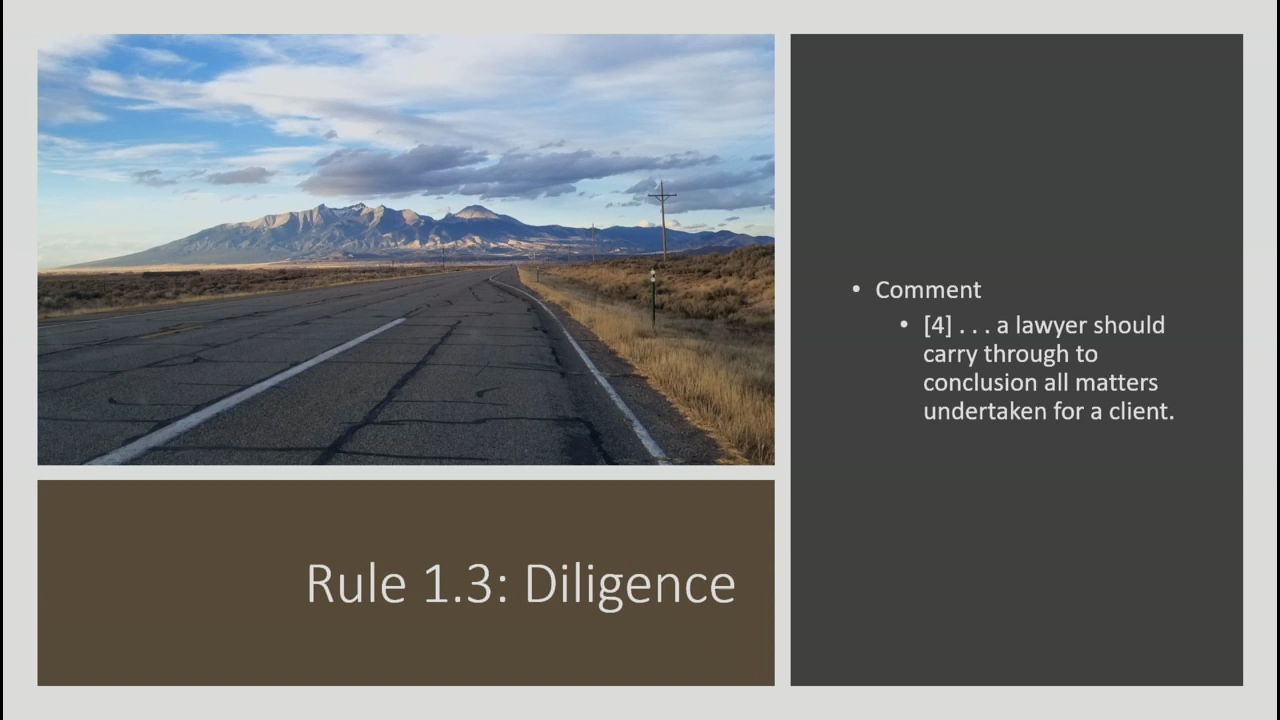 Rule 1.3: Diligence
• Comment
• [4] . . . a lawyer should
carry through to
conclusion all matters
undertaken for a client.